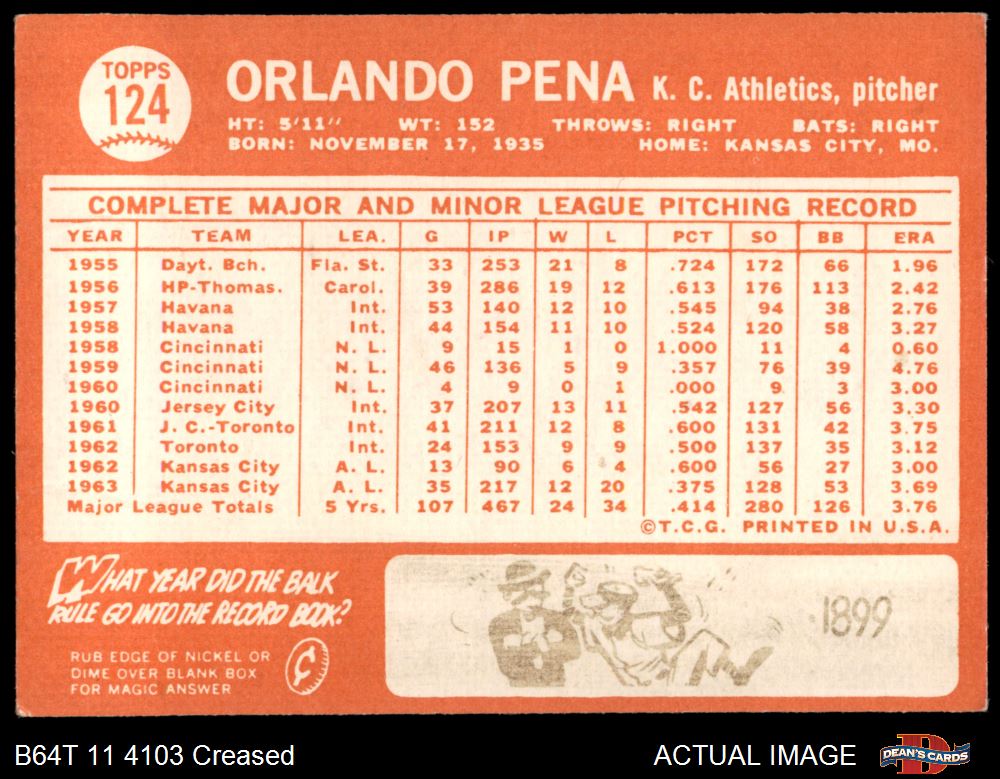 TOPPS
124
ORLANDO PENA K. C. Athletics, pitcher
HT: 5'11" WT: 152 THROWS: RIGHT BATS: RIGHT
BORN: NOVEMBER 17, 1935 HOME: KANSAS CITY, MO.
COMPLETE MAJOR AND MINOR LEAGUE PITCHING RECORD
YEAR TEAM LEA. G IP W L PCT SO BB ERA
1955 Dayt. Bch. Fla. St. 33 253 21 8 .724 172 66 1.96
1956 HP-Thomas. Carol. 39 286 19 12 .613 176 113 2.42
1957 Havana Int. 53 140 12 10 .545 94 38 2.76
1958 Havana Int. 44 154 11 10 .524 120 58 3.27
1958 Cincinnati N. L. 9 15 1 0 1.000 11 4 0.60
1959 Cincinnati N. L. 46 136 5 9 .357 76 39 4.76
1960 Cincinnati N. L. 4 9 0 1 .000 9 3 3.00
1960 Jersey City Int. 37 207 13 11 .542 127 56 3.30
1961 J. C.-Toronto Int. 41 211 12 8 .600 131 42 3.75
1962 Toronto Int. 24 153 9 9 .500 137 35 3.12
1962 Kansas City A. L. 13 90 6 4 .600 56 27 3.00
1963 Kansas City A. L. 35 217 12 20 .375 128 53 3.69
Major League Totals 5 Yrs. 107 467 24 34 .414 280 126 3.76
©T.C.G. PRINTED IN U.S.A.
WHAT YEAR DID THE BALK
RULE GO INTO THE RECORD BOOK?
RUB EDGE OF NICKEL OR
DIME OVER BLANK BOX
FOR MAGIC ANSWER
¢
1899
B64T 11 4103 Creased ACTUAL IMAGE
DEAN'S CARDS